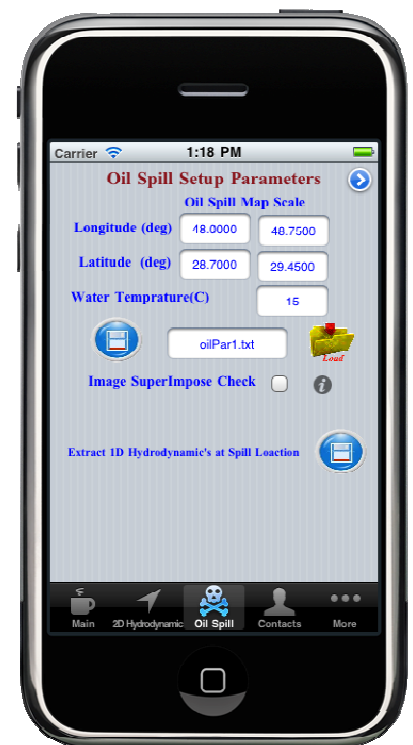 Carrier 1:18 PM
Oil Spill Setup Parameters
Oil Spill Map Scale
Longitude (deg) 48.0000 48.7500
Latitude (deg) 28.7000 29.4500
Water Temprature(C) 15
oilPar1.txt Load
Image SuperImpose Check i
Extract 1D Hydrodynamic's at Spill Loaction
Main 2D Hydrodynamic Oil Spill Contacts More